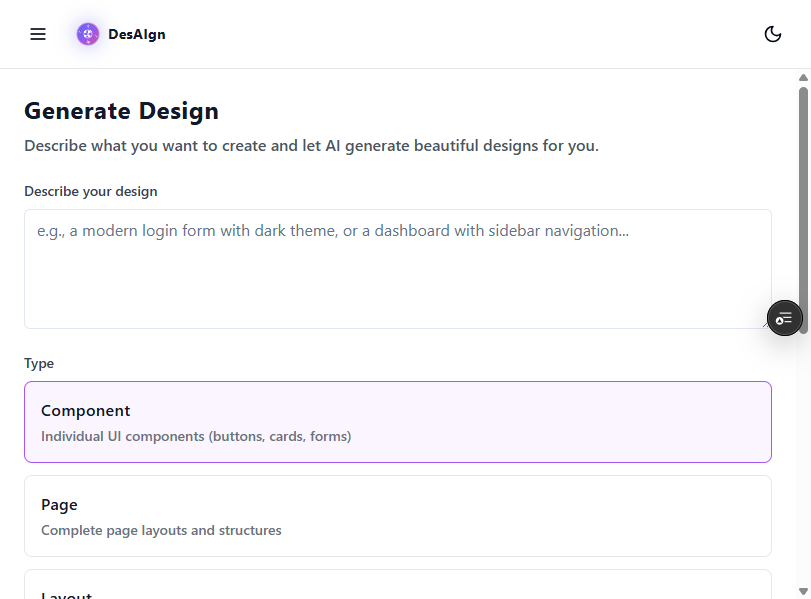 DesAIgn
Generate Design
Describe what you want to create and let AI generate beautiful designs for you.
Describe your design
e.g., a modern login form with dark theme, or a dashboard with sidebar navigation...
Type
Component
Individual UI components (buttons, cards, forms)
Page
Complete page layouts and structures
Layout